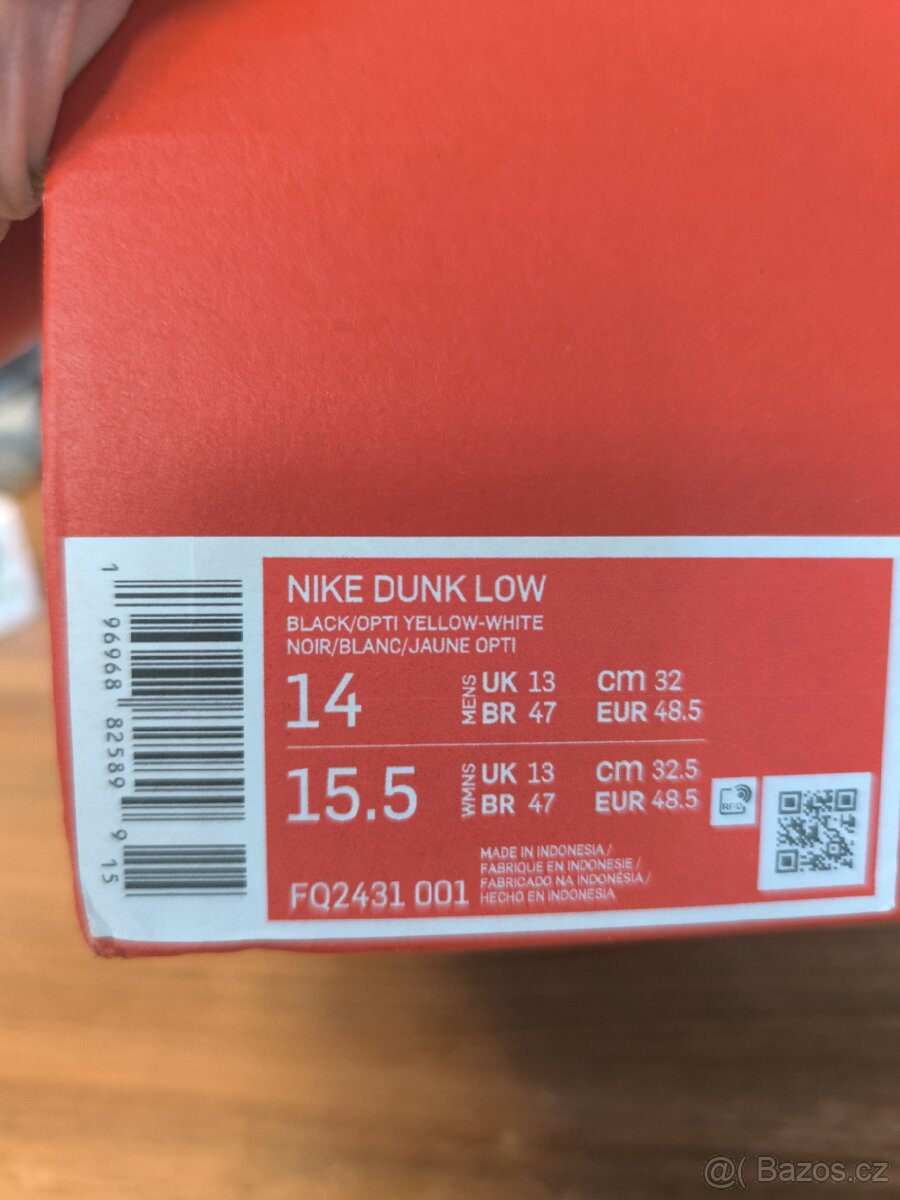 1 96968 82589 9 15
NIKE DUNK LOW
BLACK/OPTI YELLOW-WHITE
NOIR/BLANC/JAUNE OPTI
14 MENS UK 13 cm 32
BR 47 EUR 48.5
15.5 WMNS UK 13 cm 32.5
BR 47 EUR 48.5
RFID
FQ2431 001
MADE IN INDONESIA /
FABRIQUE EN INDONESIE /
FABRICADO NA INDONÉSIA /
HECHO EN INDONESIA
@( Bazos.cz